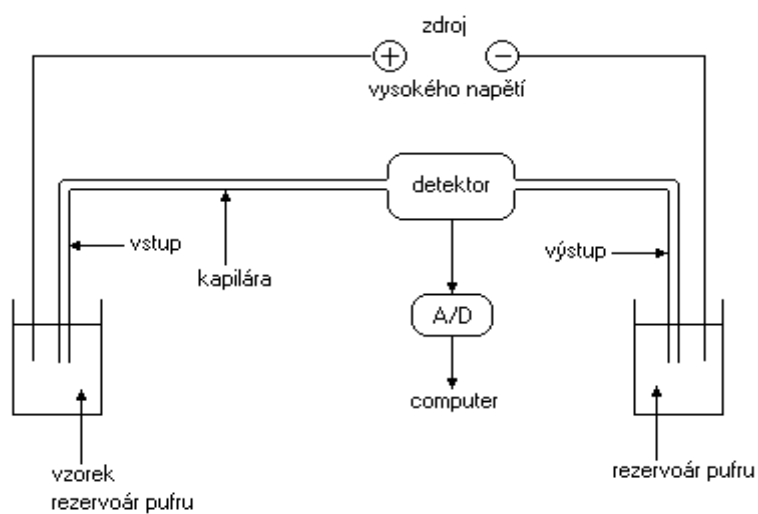 zdroj
+ −
vysokého napětí
detektor
vstup
výstup
kapilára
A/D
computer
vzorek
rezervoár pufru
rezervoár pufru